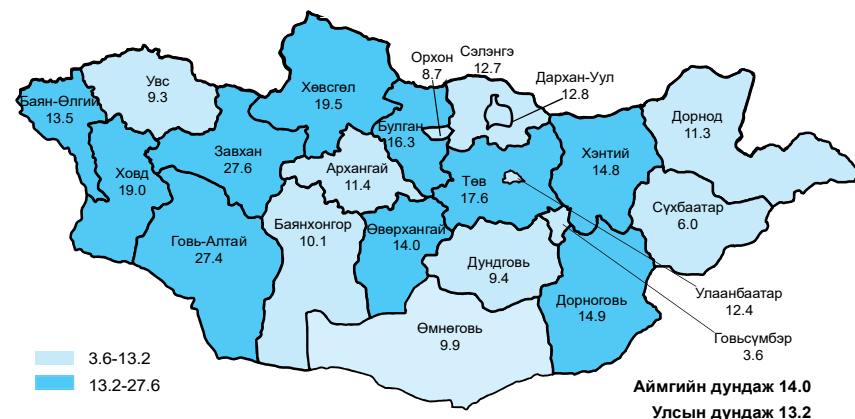 Орхон
8.7
Сэлэнгэ
12.7
Дархан-Уул
12.8
Увс
9.3
Хөвсгөл
19.5
Баян-Өлгий
13.5
Булган
16.3
Дорнод
11.3
Завхан
27.6
Хэнтий
14.8
Ховд
19.0
Архангай
11.4
Төв
17.6
Сүхбаатар
6.0
Баянхонгор
10.1
Өвөрхангай
14.0
Говь-Алтай
27.4
Дундговь
9.4
Улаанбаатар
12.4
Дорноговь
14.9
Өмнөговь
9.9
Говьсүмбэр
3.6
3.6-13.2
13.2-27.6
Аймгийн дундаж 14.0
Улсын дундаж 13.2